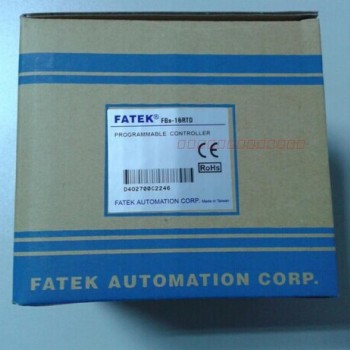 FATEK® FBs-16RTD
PROGRAMMABLE CONTROLLER
CE
RoHs
D40270BC2246
FATEK AUTOMATION CORP. Made in Taiwan
FATEK AUTOMATION CORP.